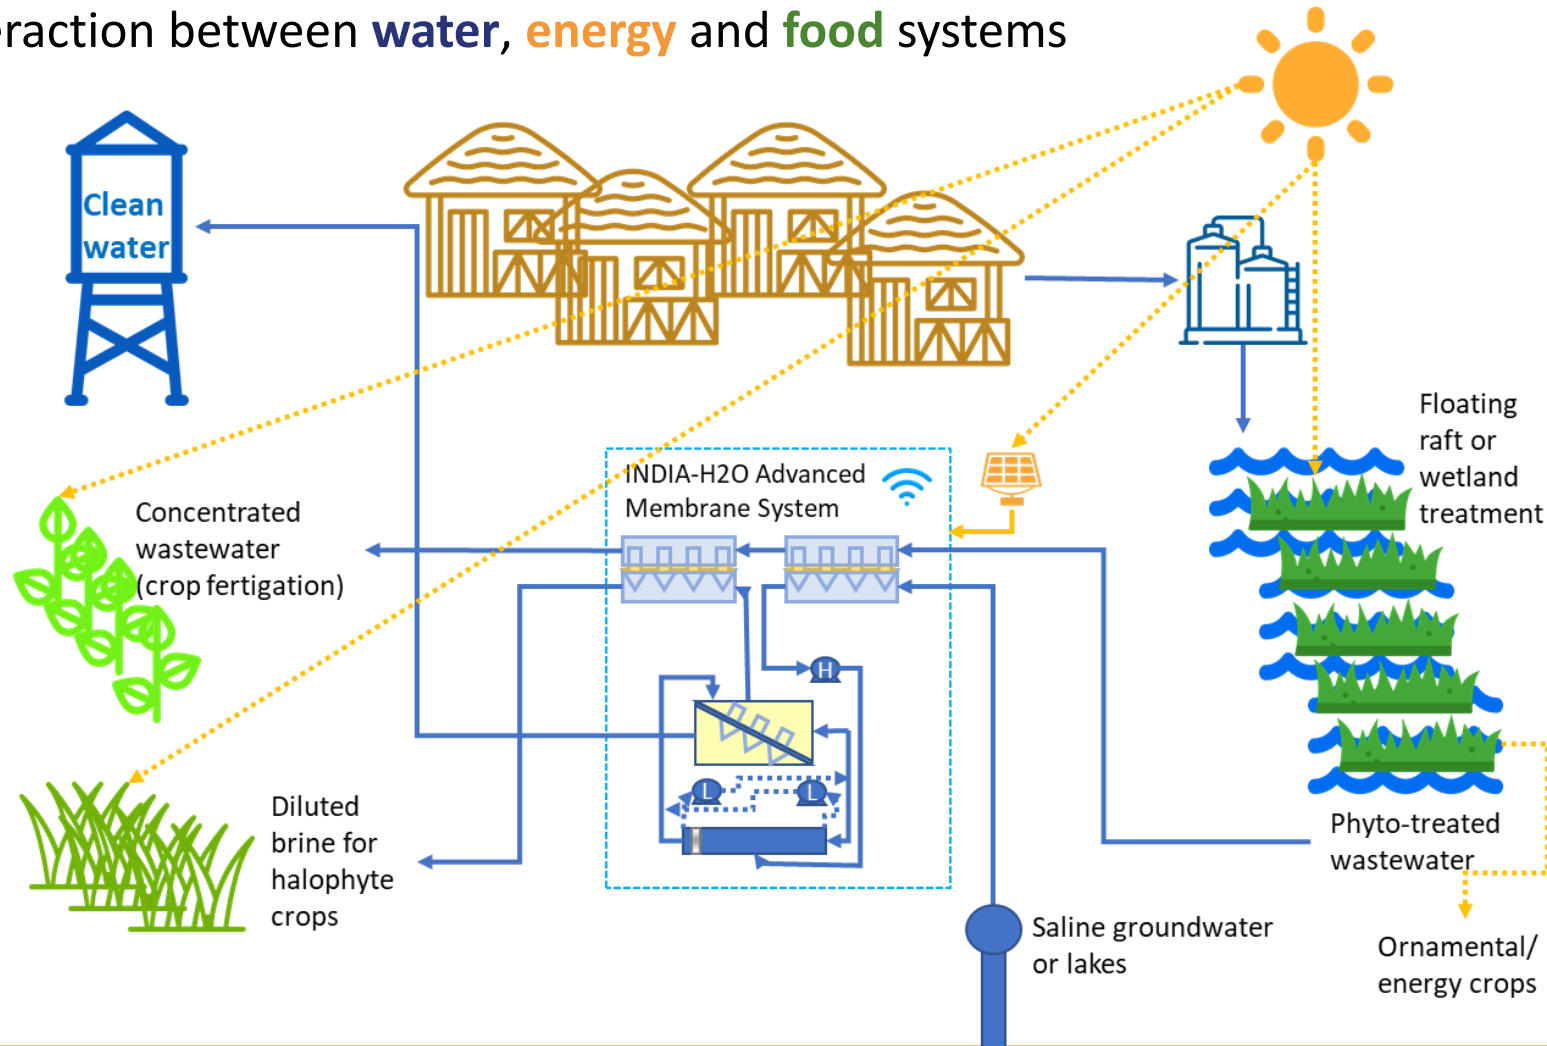 eraction between water, energy and food systems
Clean
water
Floating
raft or
wetland
treatment
INDIA-H2O Advanced
Membrane System
Concentrated
wastewater
(crop fertigation)
H
L
L
Diluted
brine for
halophyte
crops
Phyto-treated
wastewater
Saline groundwater
or lakes
Ornamental/
energy crops